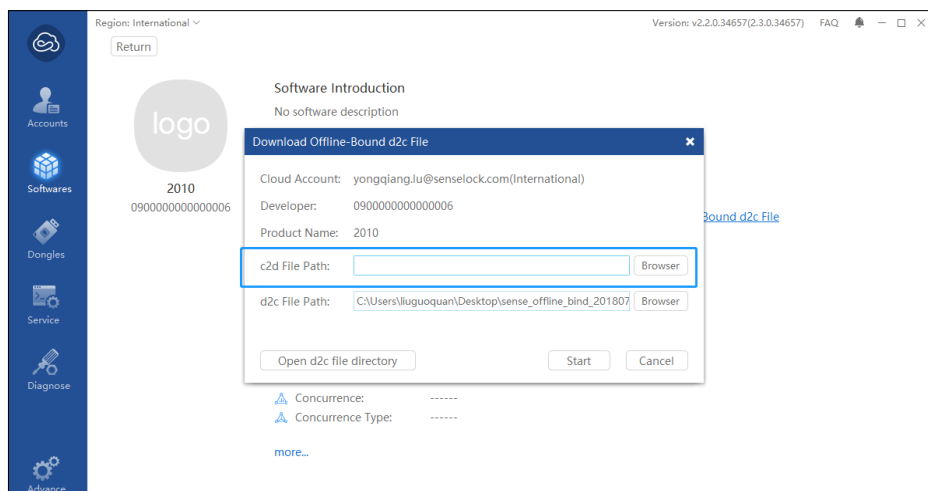 Region: International
Version: v2.2.0.34657(2.3.0.34657) FAQ
Return
Accounts
Softwares
Dongles
Service
Diagnose
Advance
logo
2010
0900000000000006
Software Introduction
No software description
Download Offline-Bound d2c File
Cloud Account: yongqiang.lu@senselock.com(International)
Developer: 0900000000000006
Product Name: 2010
c2d File Path: Browser
d2c File Path: C:\Users\liuguoquan\Desktop\sense_offline_bind_201807 Browser
Open d2c file directory Start Cancel
Bound d2c File
Concurrence: ------
Concurrence Type: ------
more...